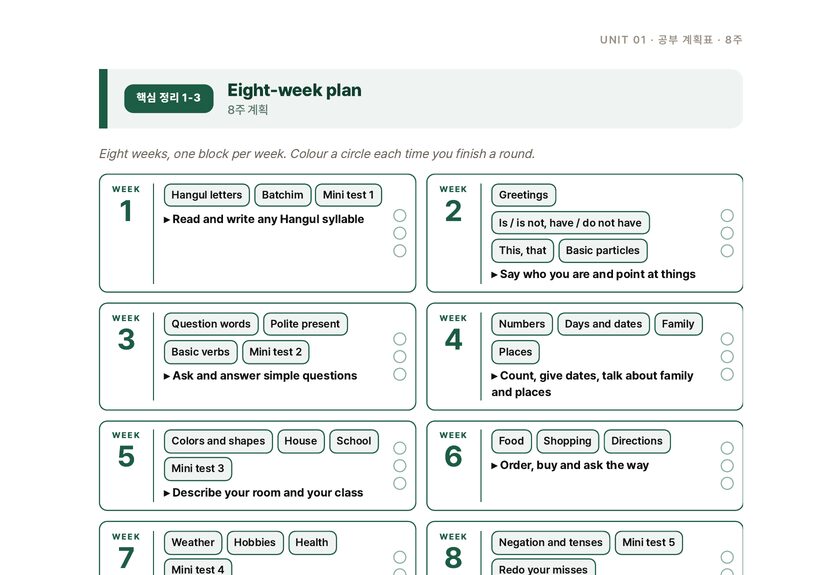 UNIT 01 · 공부 계획표 · 8주
핵심 정리 1-3
Eight-week plan
8주 계획
Eight weeks, one block per week. Colour a circle each time you finish a round.
WEEK
1
Hangul letters Batchim Mini test 1
▸ Read and write any Hangul syllable
WEEK
2
Greetings
Is / is not, have / do not have
This, that Basic particles
▸ Say who you are and point at things
WEEK
3
Question words Polite present
Basic verbs Mini test 2
▸ Ask and answer simple questions
WEEK
4
Numbers Days and dates Family
Places
▸ Count, give dates, talk about family
and places
WEEK
5
Colors and shapes House School
Mini test 3
▸ Describe your room and your class
WEEK
6
Food Shopping Directions
▸ Order, buy and ask the way
WEEK
7
Weather Hobbies Health
Mini test 4
WEEK
8
Negation and tenses Mini test 5
Redo your misses